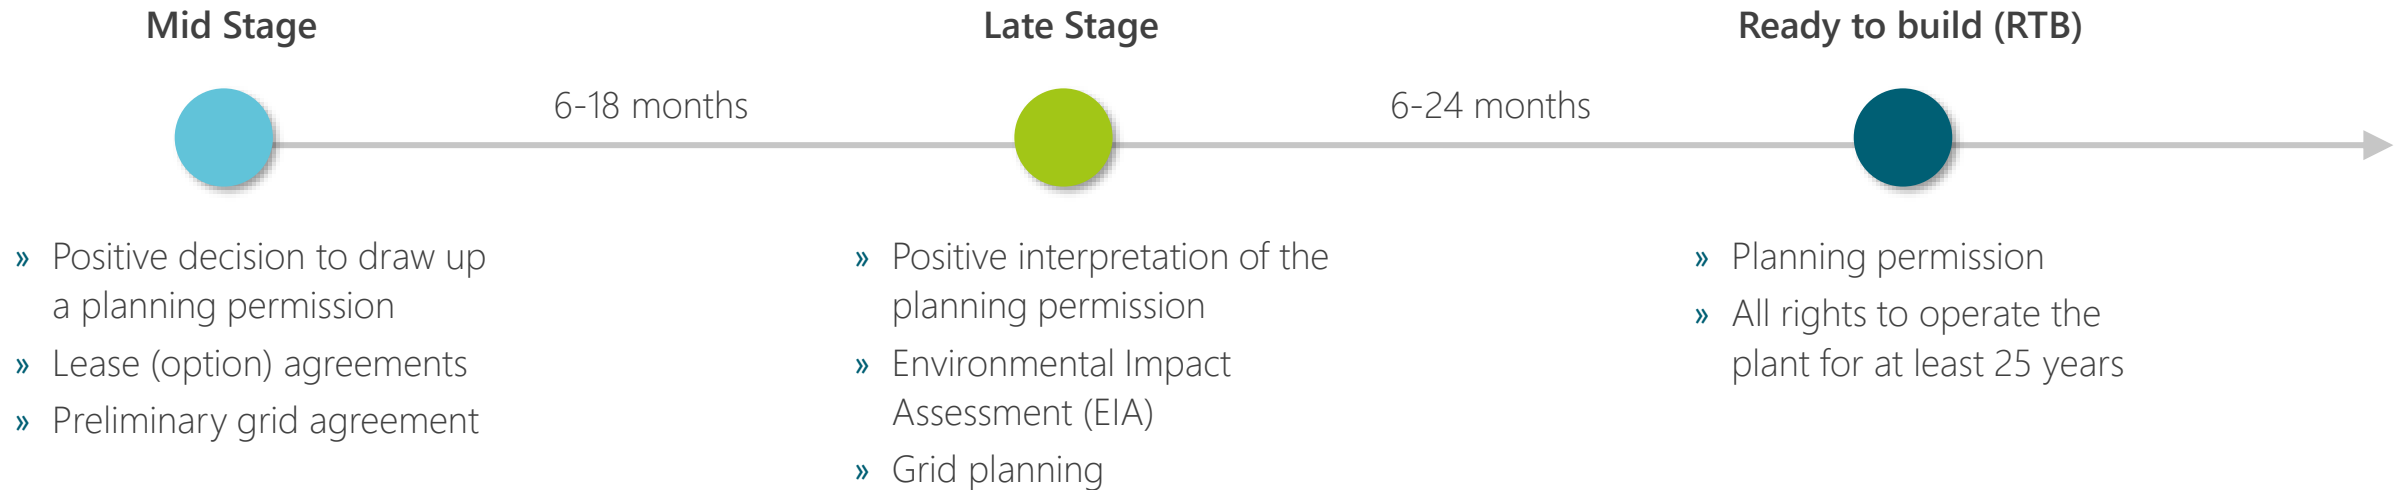 Mid Stage
Late Stage
Ready to build (RTB)
6-18 months
6-24 months
» Positive decision to draw up
a planning permission
» Lease (option) agreements
» Preliminary grid agreement
» Positive interpretation of the
planning permission
» Environmental Impact
Assessment (EIA)
» Grid planning
» Planning permission
» All rights to operate the
plant for at least 25 years